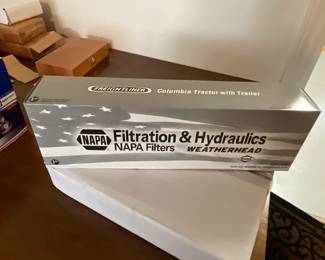 FREIGHTLINER
Columbia Tractor with Trailer
NAPA
Filtration & Hydraulics
NAPA Filters WEATHERHEAD